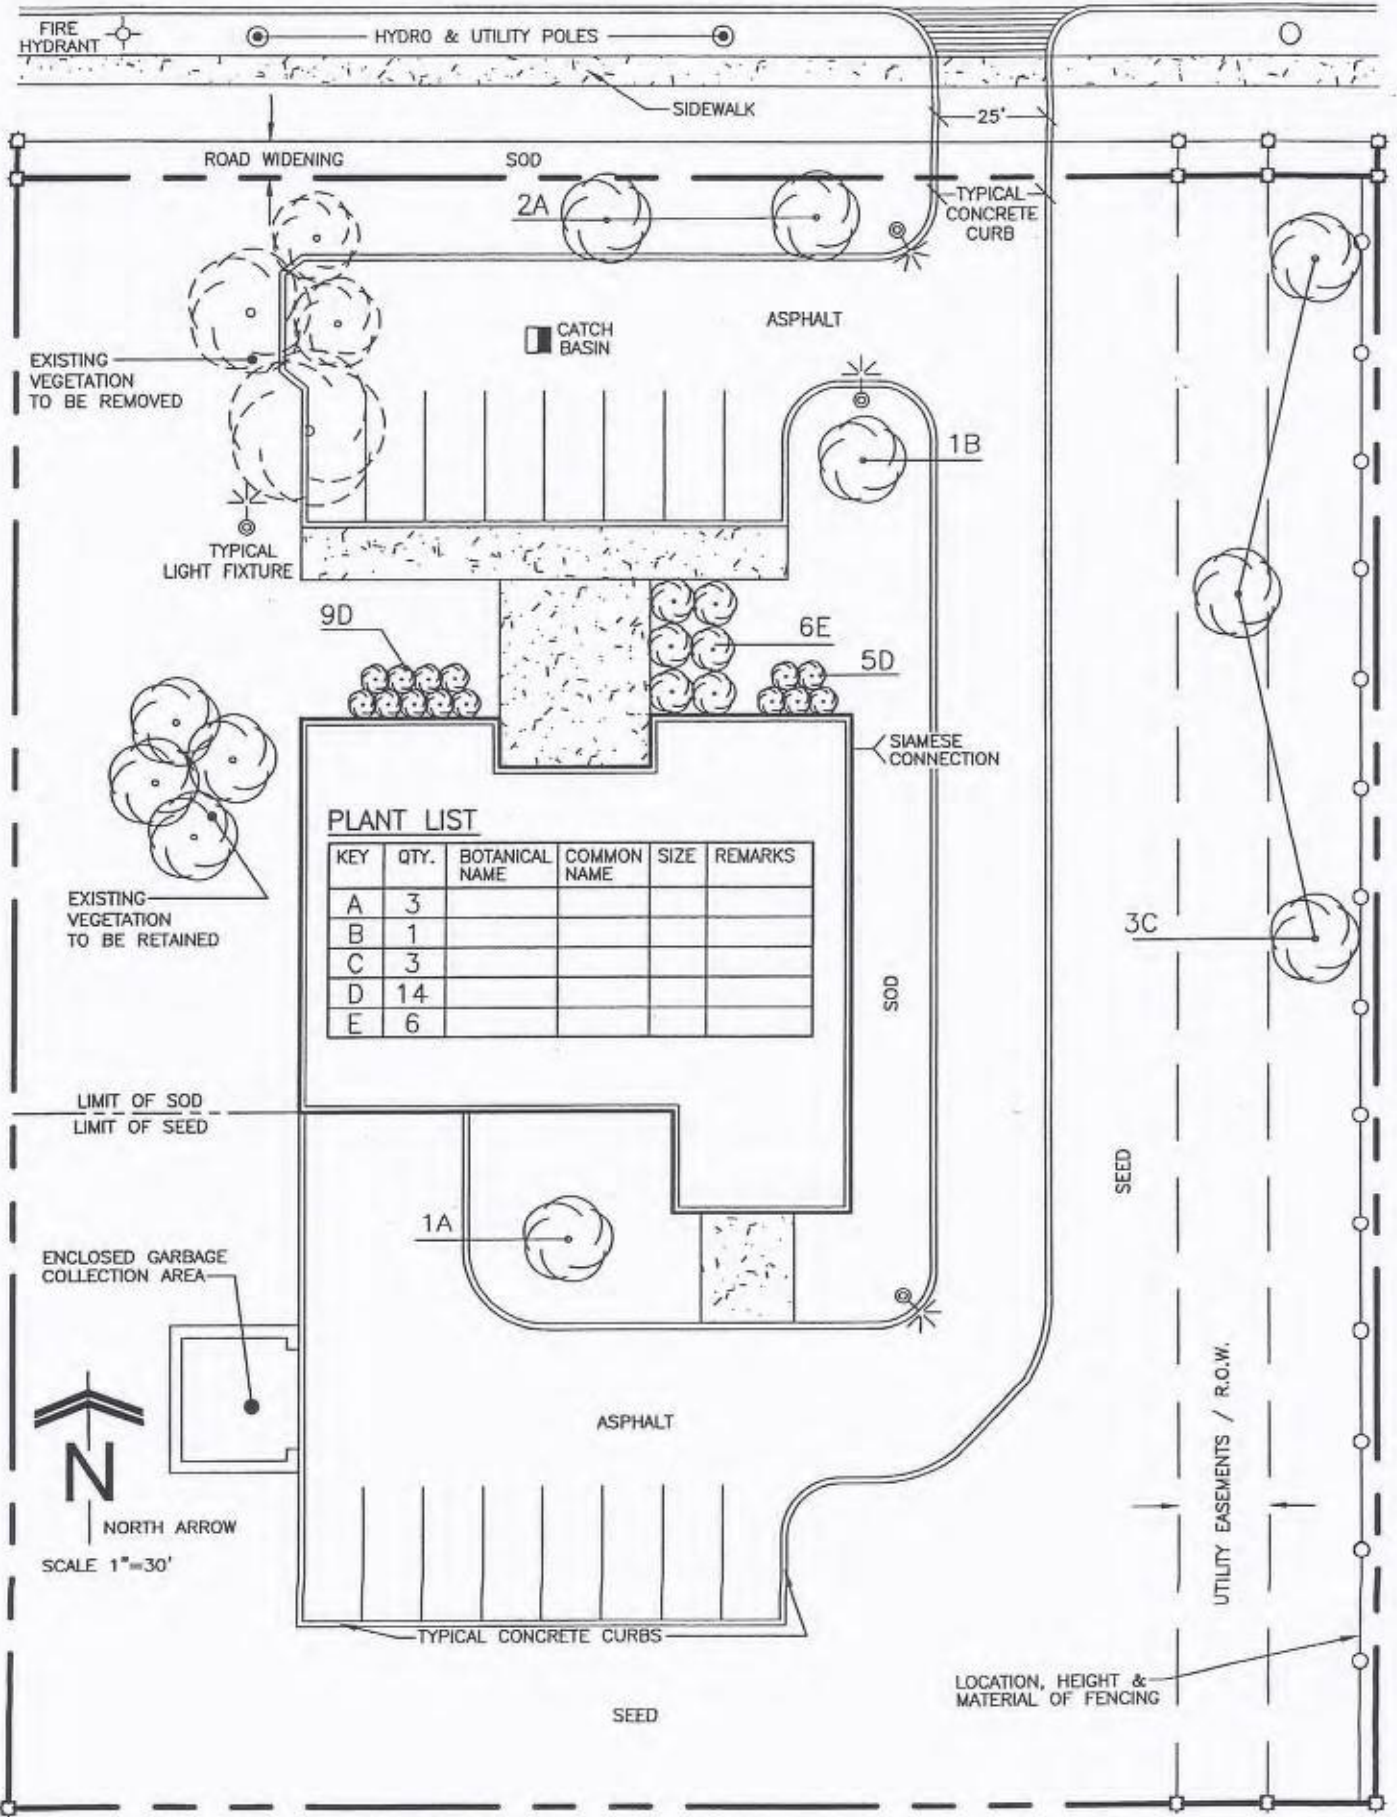 FIRE
HYDRANT
HYDRO & UTILITY POLES
SIDEWALK
25'
ROAD WIDENING
SOD
2A
TYPICAL
CONCRETE
CURB
ASPHALT
CATCH
BASIN
EXISTING
VEGETATION
TO BE REMOVED
1B
TYPICAL
LIGHT FIXTURE
9D
6E
5D
SIAMESE
CONNECTION
PLANT LIST
KEY QTY. BOTANICAL NAME COMMON NAME SIZE REMARKS
A 3
B 1
C 3
D 14
E 6
EXISTING
VEGETATION
TO BE RETAINED
3C
SOD
LIMIT OF SOD
LIMIT OF SEED
SEED
1A
ENCLOSED GARBAGE
COLLECTION AREA
ASPHALT
N
NORTH ARROW
SCALE 1"=30'
UTILITY EASEMENTS / R.O.W.
TYPICAL CONCRETE CURBS
LOCATION, HEIGHT &
MATERIAL OF FENCING
SEED